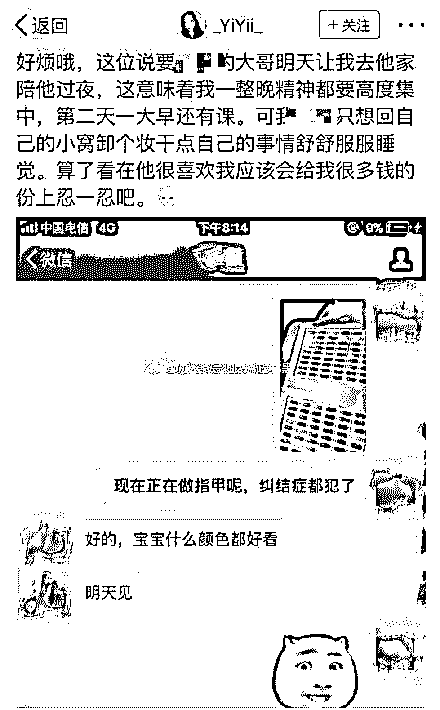 返回
_YiYii_
+关注
好烦哦，这位说要 的大哥明天让我去他家
陪他过夜，这意味着我一整晚精神都要高度集
中，第二天一大早还有课。可我 只想回自
己的小窝卸个妆干点自己的事情舒舒服服睡
觉。算了看在他很喜欢我应该会给我很多钱的
份上忍一忍吧。
中国电信 4G 下午8:14 9%
微信
现在正在做指甲呢，纠结症都犯了
好的，宝宝什么颜色都好看
明天见